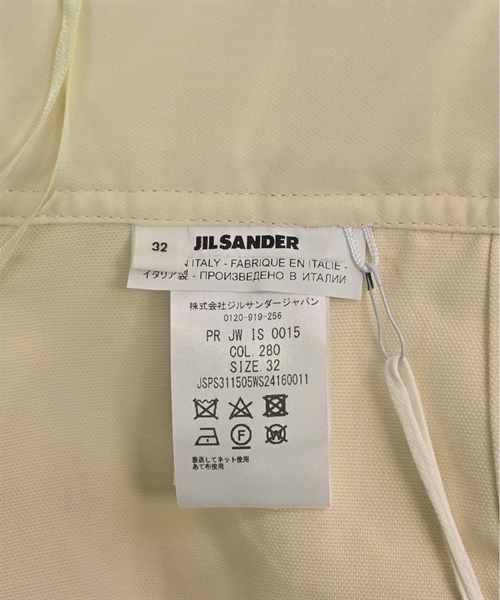 32
JIL SANDER
ITALY - FABRIQUE EN ITALIE -
イタリア製 - ПРОИЗВЕДЕНО В ИТАЛИИ
株式会社ジルサンダージャパン
0120-919-256
PR JW IS 0015
COL. 280
SIZE. 32
JSPS311505WS24160011
F W
裏返してネット使用
あて布使用